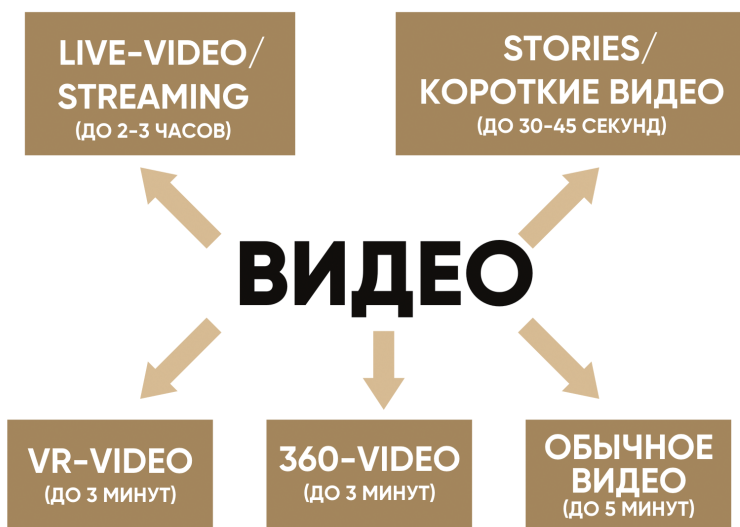 LIVE-VIDEO/
STREAMING
(ДО 2-3 ЧАСОВ)
STORIES/
КОРОТКИЕ ВИДЕО
(ДО 30-45 СЕКУНД)
ВИДЕО
VR-VIDEO
(ДО 3 МИНУТ)
360-VIDEO
(ДО 3 МИНУТ)
ОБЫЧНОЕ
ВИДЕО
(ДО 5 МИНУТ)